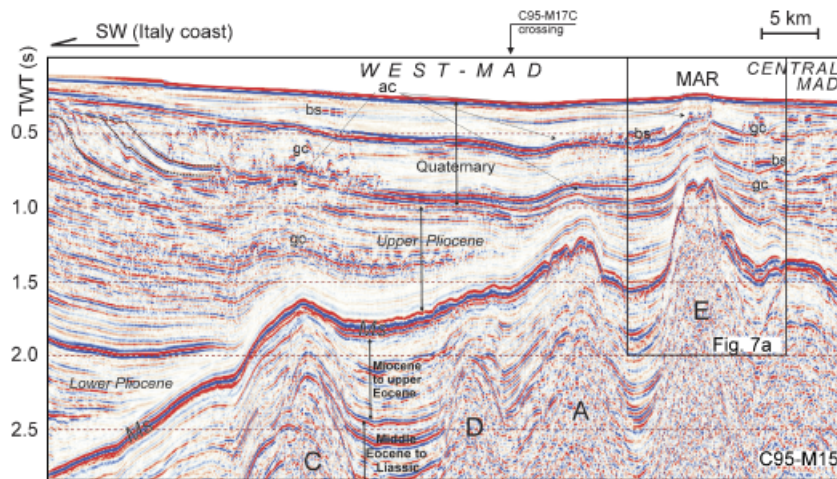 SW (Italy coast)
C95-M17C
crossing
5 km
TWT (s)
WEST-MAD
MAR
CENTRAL
MAD
ac
bs
0.5
bs
gc
gc
Quaternary
bs
gc
1.0
Upper Pliocene
gc
1.5
E
Ms
2.0
Fig. 7a
Lower Pliocene
Miocene
to upper
Eocene
A
Ms
D
2.5
Middle
Eocene to
Liassic
C
C95-M15